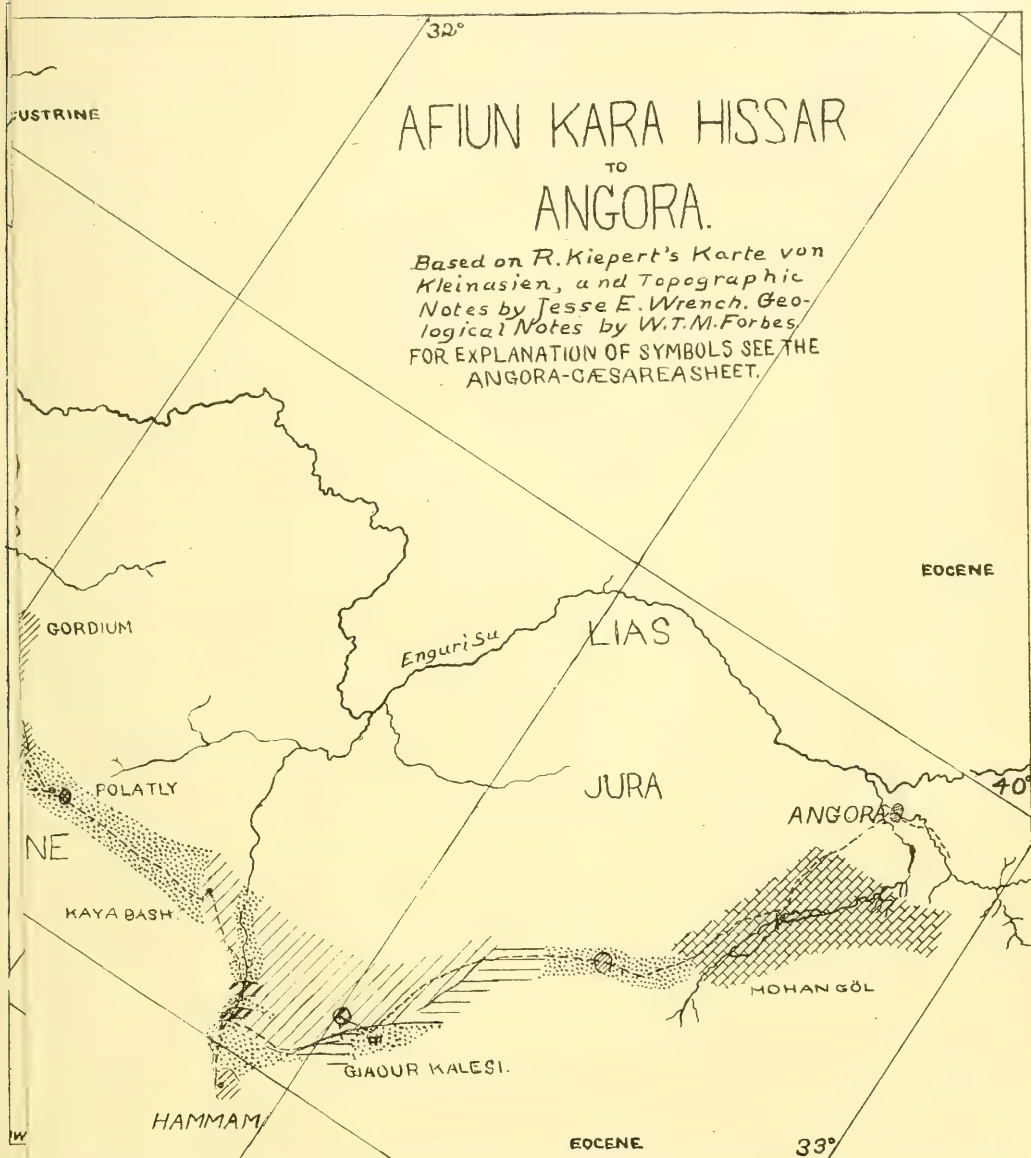 32°
USTRINE
AFIUN KARA HISSAR
TO
ANGORA.
Based on R. Kiepert's Karte von
Kleinasien, and Topographic
Notes by Jesse E. Wrench. Geo-
logical Notes by W.T.M. Forbes.
FOR EXPLANATION OF SYMBOLS SEE THE
ANGORA-CÆSAREA SHEET.
EOCENE
GORDIUM
Enguri Su
LIAS
POLATLY
JURA
40°
ANGORA
NE
KAYA BASH.
MOHAN GÖL
GIAOUR KALESI.
HAMMAM
EOCENE
33°